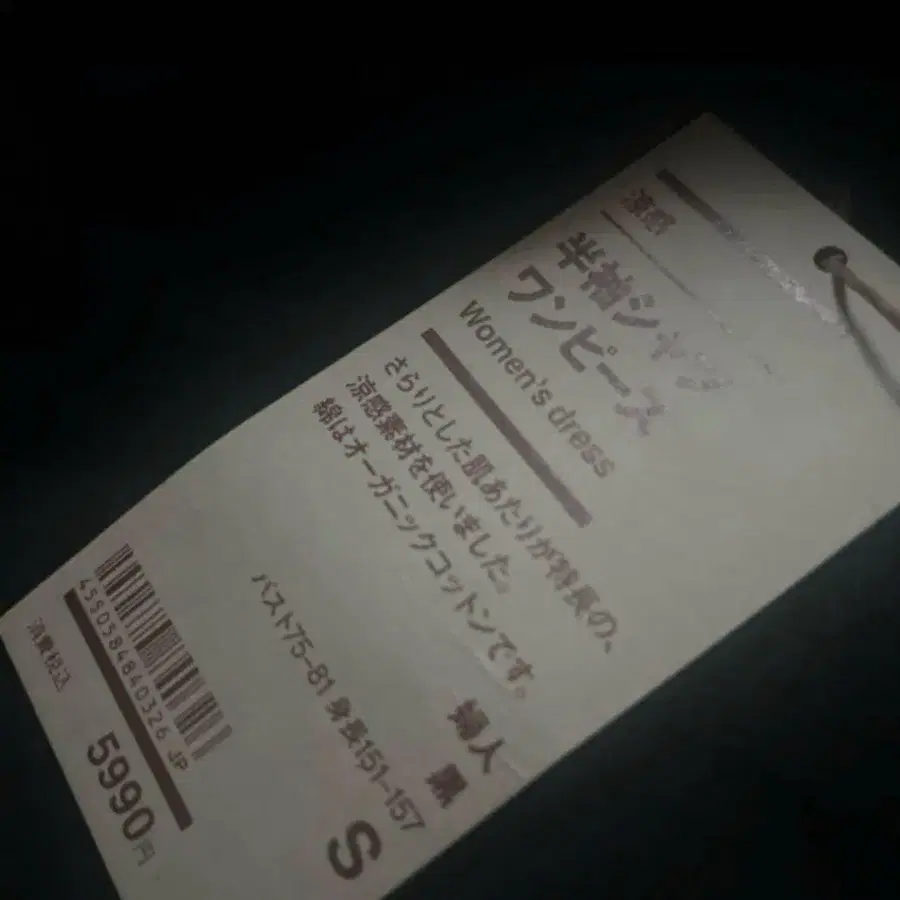 涼感
半袖シャツ
ワンピース
Women's dress
さらりとした肌あたりが特長の、
涼感素材を使いました。
綿はオーガニックコットンです。
婦人
黒
S
バスト75-81 身長151-157
4550584840326 JP
消費税込
5990円